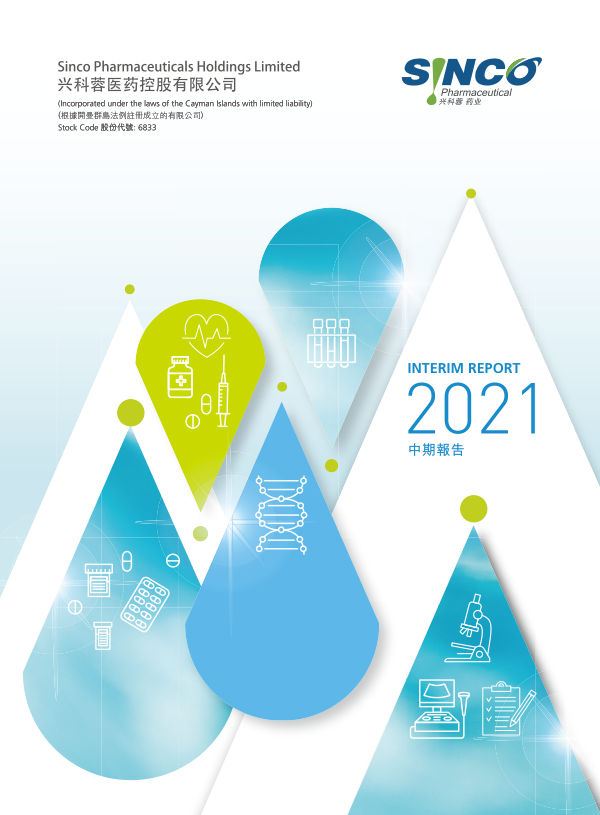 Sinco Pharmaceuticals Holdings Limited
兴科蓉医药控股有限公司
(Incorporated under the laws of the Cayman Islands with limited liability)
(根據開曼群島法例註冊成立的有限公司)
Stock Code 股份代號: 6833
SINCO
Pharmaceutical
兴科蓉 药业
INTERIM REPORT
2021
中期報告